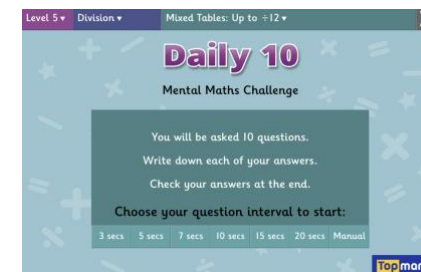 Level 5 ▾ Division ▾ Mixed Tables: Up to ÷12 ▾
Daily 10
Mental Maths Challenge
You will be asked 10 questions.
Write down each of your answers.
Check your answers at the end.
Choose your question interval to start:
3 secs 5 secs 7 secs 10 secs 15 secs 20 secs Manual